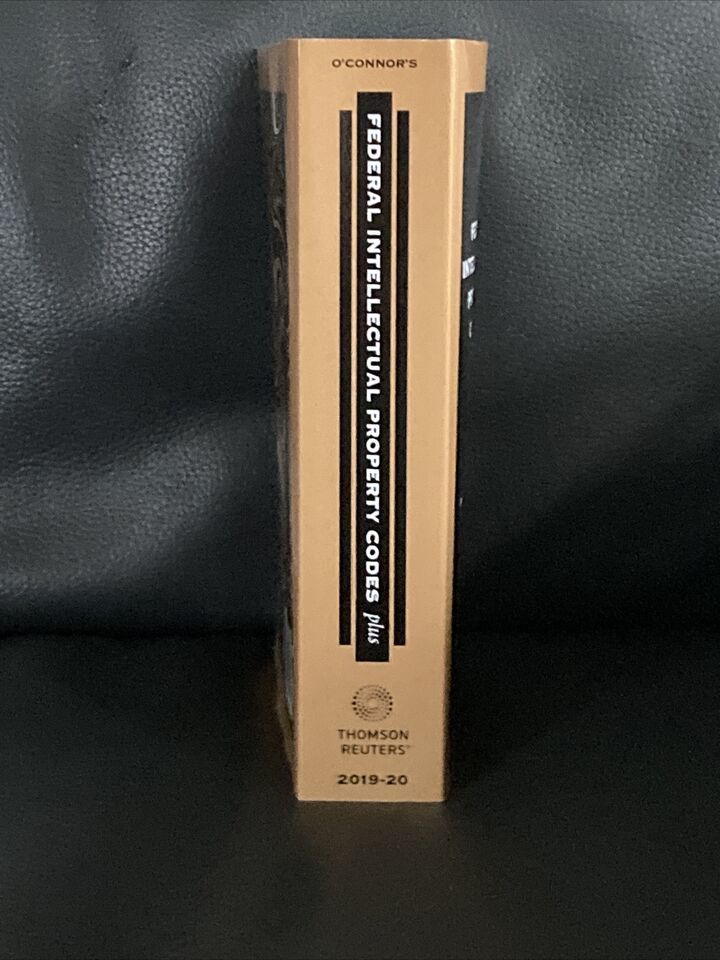 O'CONNOR'S
FEDERAL INTELLECTUAL PROPERTY CODES plus
THOMSON
REUTERS
2019-20